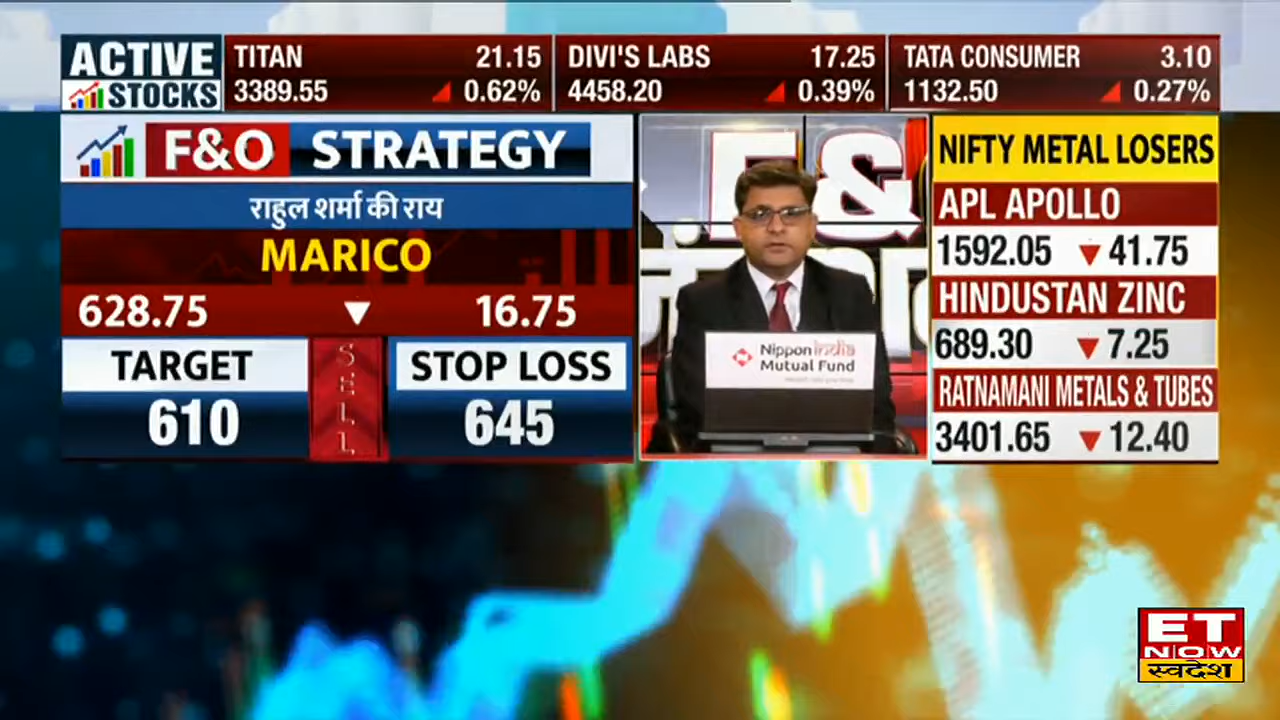 ACTIVE STOCKS
TITAN 21.15
3389.55 ▲ 0.62%
DIVI'S LABS 17.25
4458.20 ▲ 0.39%
TATA CONSUMER 3.10
1132.50 ▲ 0.27%
F&O STRATEGY
राहुल शर्मा की राय
MARICO
628.75 ▼ 16.75
TARGET
610
SELL
STOP LOSS
645
F&
Nippon india
Mutual Fund
NIFTY METAL LOSERS
APL APOLLO
1592.05 ▼ 41.75
HINDUSTAN ZINC
689.30 ▼ 7.25
RATNAMANI METALS & TUBES
3401.65 ▼ 12.40
ET
NOW
स्वदेश